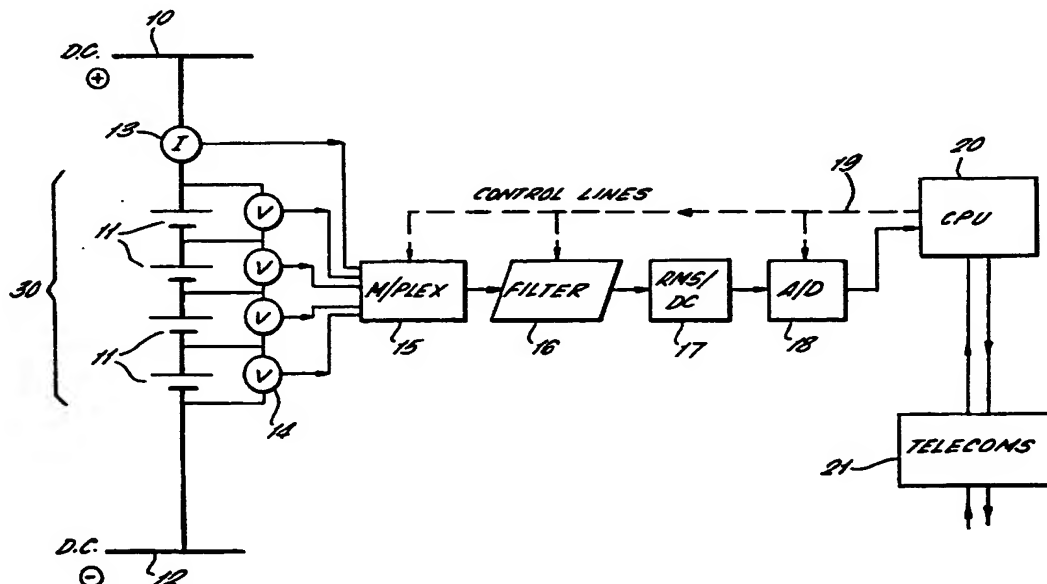 10
D.C.
⊕
13
I
20
19
CONTROL LINES
CPU
V
11
V
30
M/PLEX
FILTER
RMS/
DC
A/D
V
15
16
17
18
11
V
14
TELECOMS
21
D.C.
12
⊖